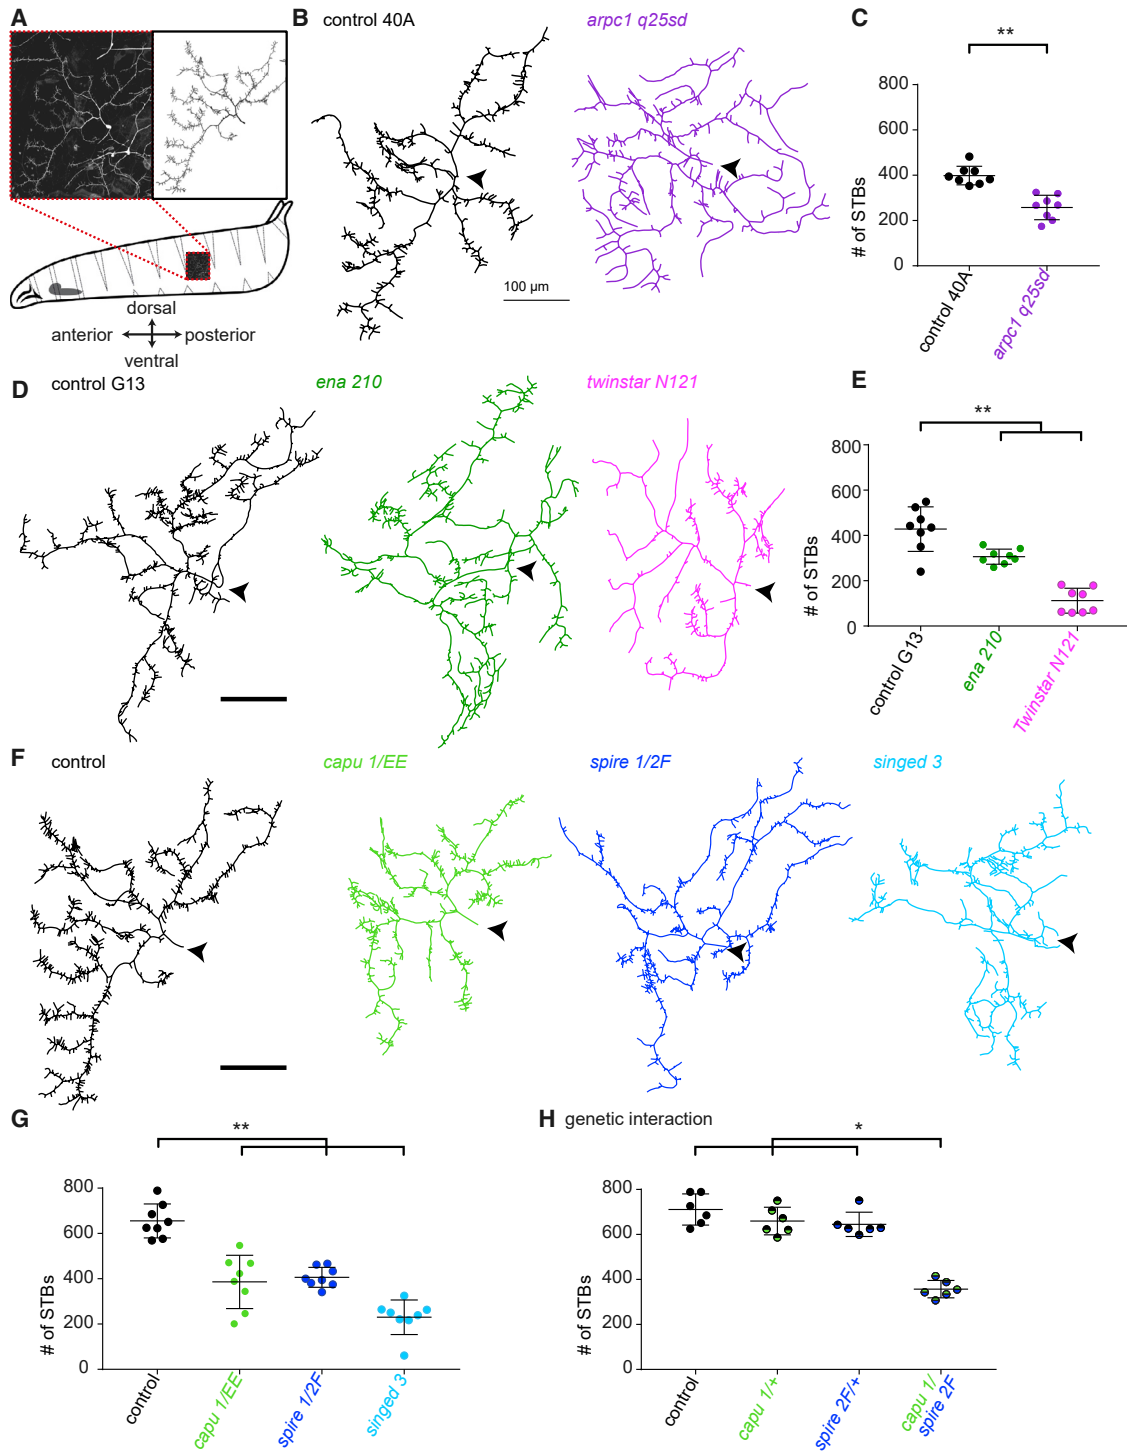 A
dorsal
anterior
posterior
ventral
B
control 40A
arpc1 q25sd
100 µm
C
**
# of STBs
800
600
400
200
0
control 40A
arpc1 q25sd
D
control G13
ena 210
twinstar N121
E
**
# of STBs
800
600
400
200
0
control G13
ena 210
Twinstar N121
F
control
capu 1/EE
spire 1/2F
singed 3
G
**
# of STBs
800
600
400
200
0
control
capu 1/EE
spire 1/2F
singed 3
H
genetic interaction
*
# of STBs
800
600
400
200
0
control
capu 1/+
spire 2F/+
capu 1/
spire 2F